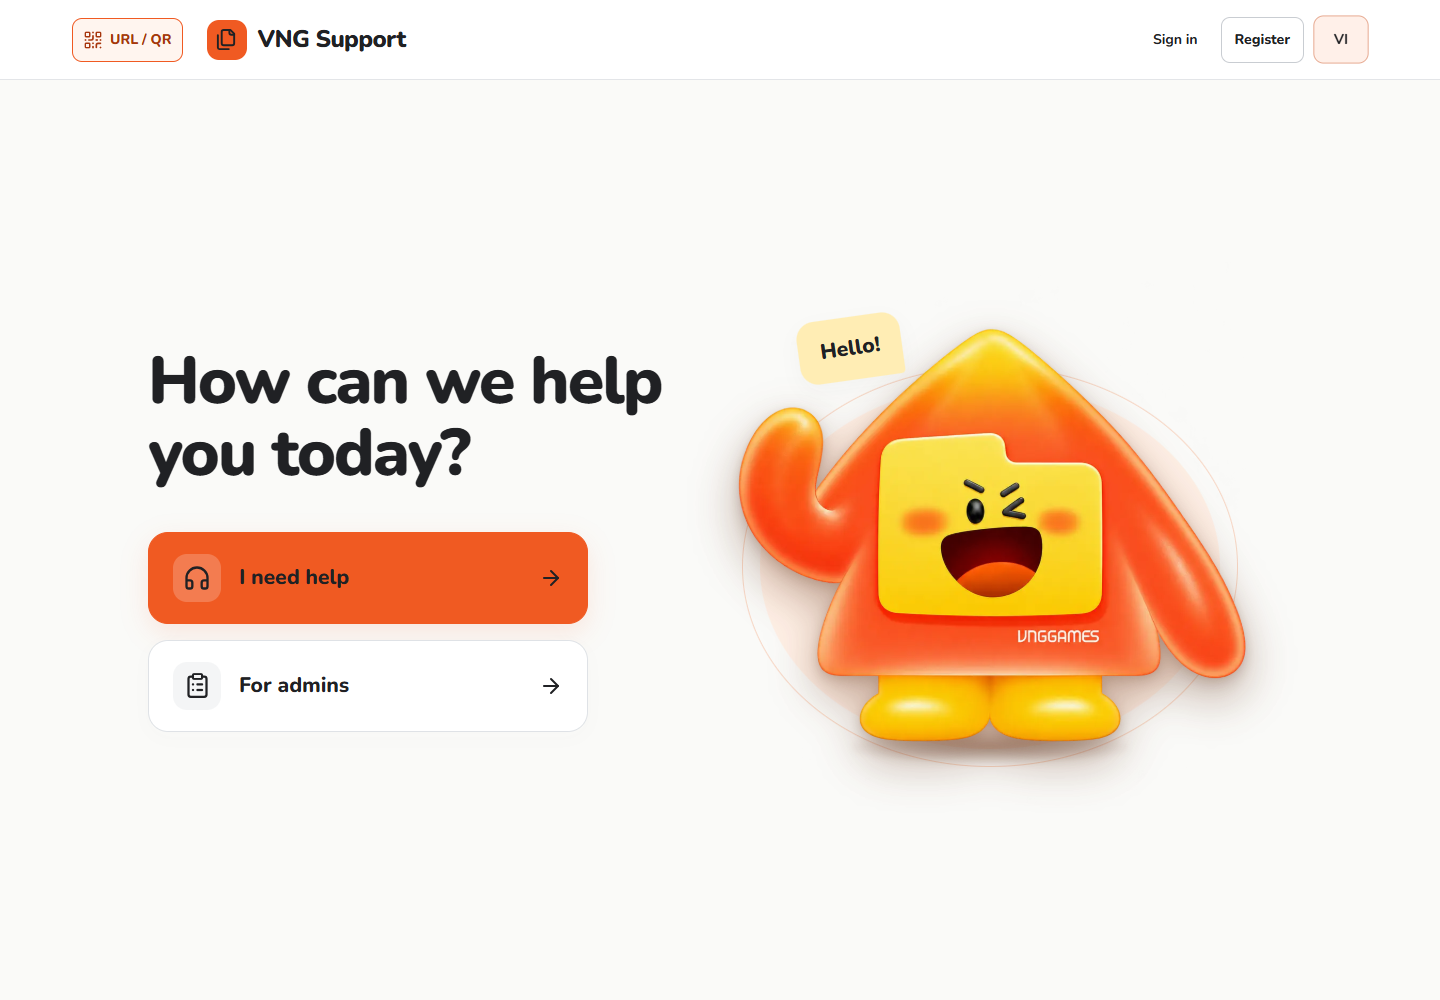 URL / QR
VNG Support
Sign in
Register
VI
How can we help
you today?
I need help
For admins
Hello!
VNGGAMES